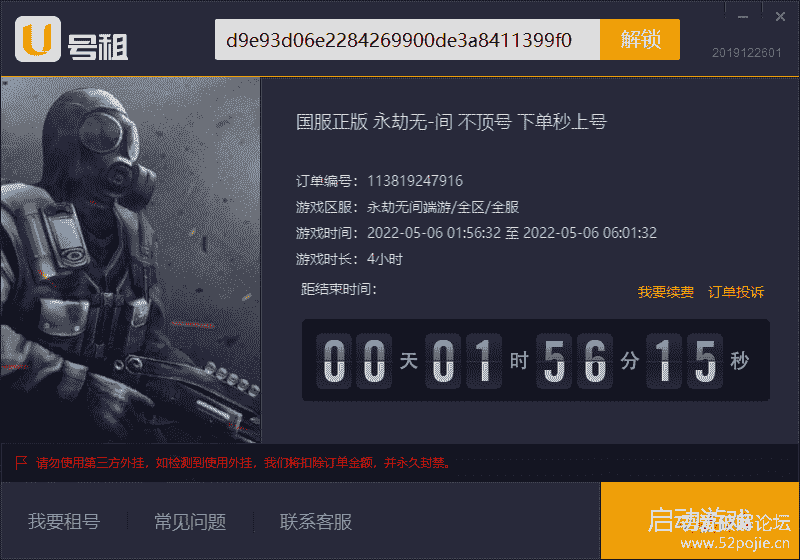 U号租
d9e93d06e2284269900de3a8411399f0 解锁
2019122601
国服正版 永劫无-间 不顶号 下单秒上号
订单编号：113819247916
游戏区服：永劫无间端游/全区/全服
游戏时间：2022-05-06 01:56:32 至 2022-05-06 06:01:32
游戏时长：4小时
距结束时间：
我要续费 订单投诉
00 天 01 时 56 分 15 秒
请勿使用第三方外挂，如检测到使用外挂，我们将扣除订单金额，并永久封禁。
我要租号 常见问题 联系客服
启动游戏
论坛
www.52pojie.cn